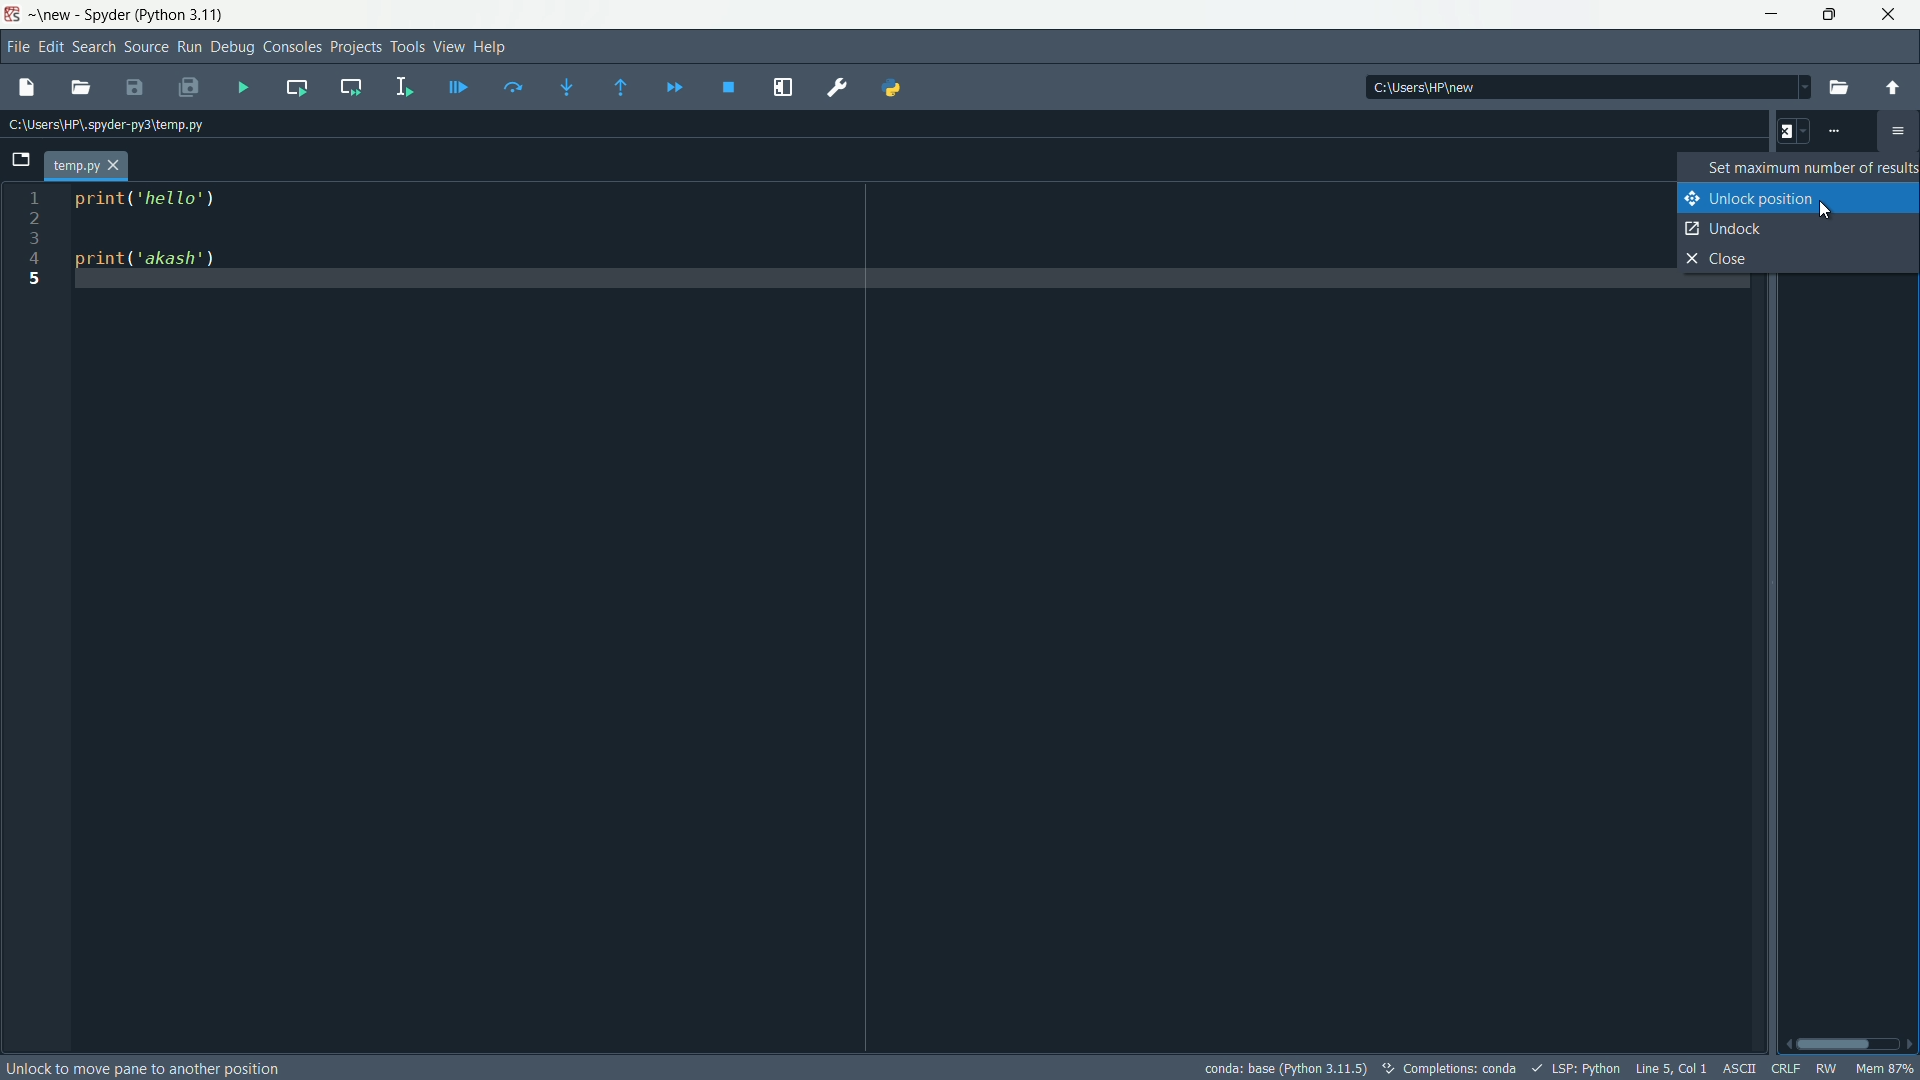 ~\new - Spyder (Python 3.11)
File Edit Search Source Run Debug Consoles Projects Tools View Help
C:\Users\HP\new
C:\Users\HP\.spyder-py3\temp.py
temp.py
Set maximum number of results
Unlock position
Undock
Close
1 print('hello')
2
3
4 print('akash')
5
Unlock to move pane to another position
conda: base (Python 3.11.5) Completions: conda LSP: Python Line 5, Col 1 ASCII CRLF RW Mem 87%